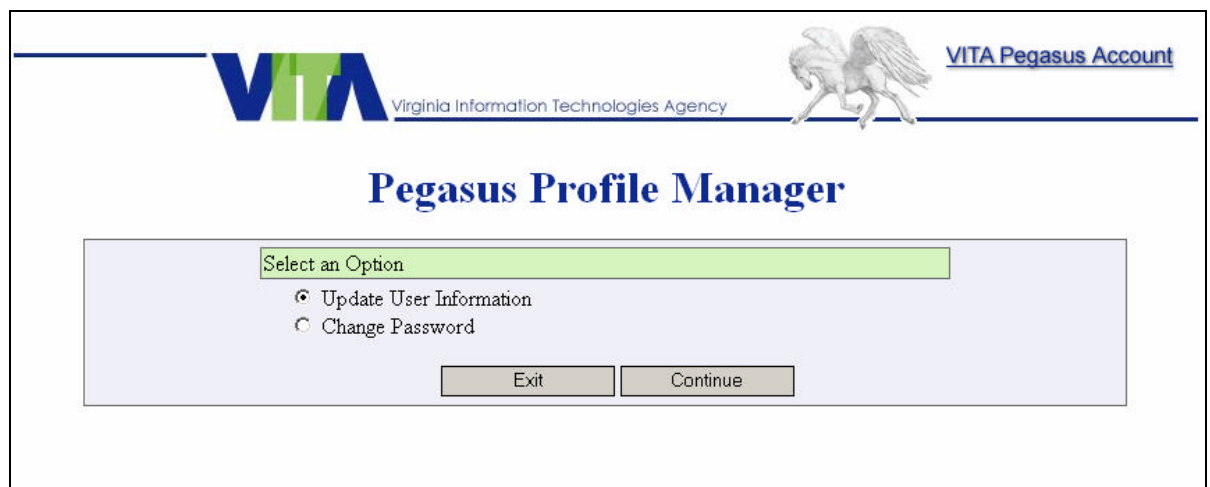 VITA
Virginia Information Technologies Agency
VITA Pegasus Account
Pegasus Profile Manager
Select an Option
Update User Information
Change Password
Exit Continue